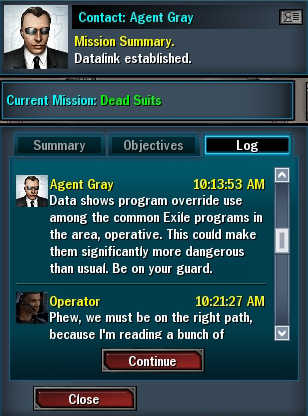 Contact: Agent Gray
Mission Summary.
Datalink established.
Current Mission: Dead Suits
Summary
Objectives
Log
Agent Gray 10:13:53 AM
Data shows program override use
among the common Exile programs in
the area, operative. This could make
them significantly more dangerous
than usual. Be on your guard.
Operator 10:21:27 AM
Phew, we must be on the right path,
because I'm reading a bunch of
Continue
Close